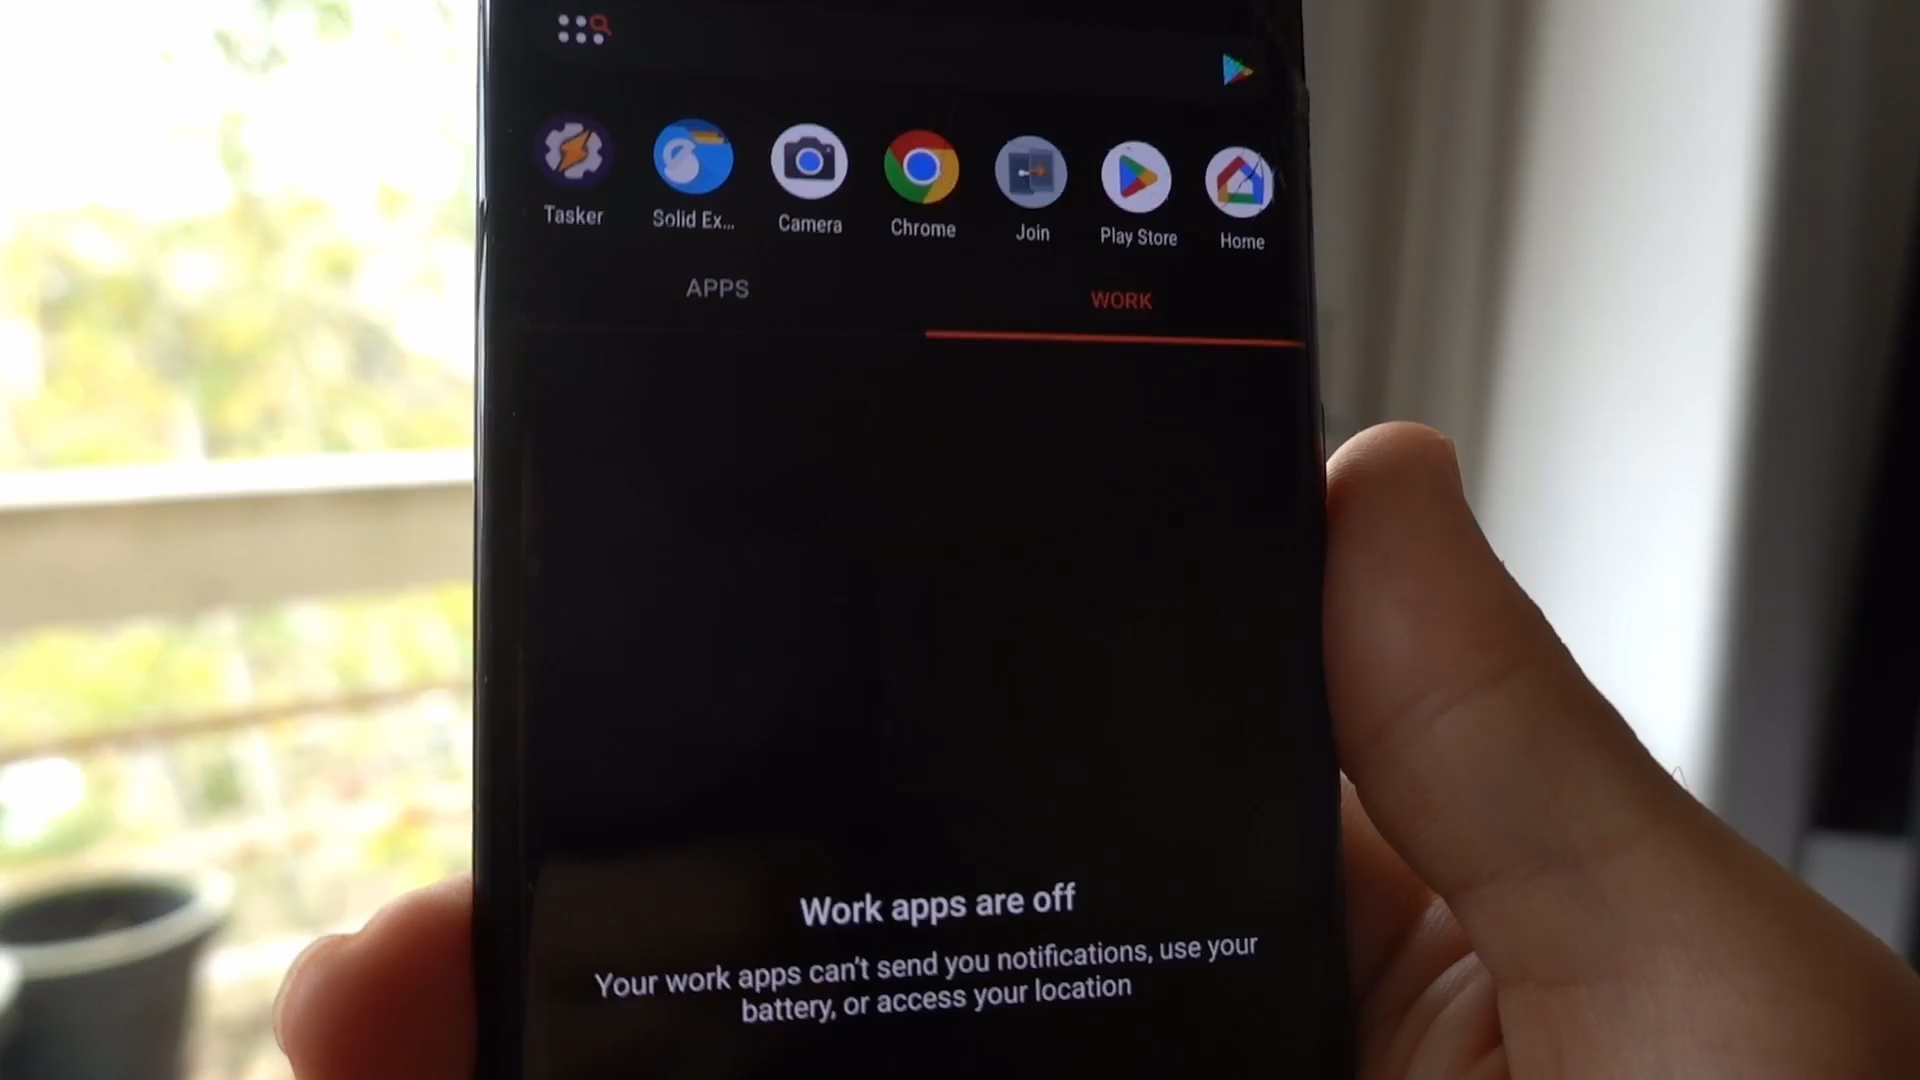 Tasker Solid Ex... Camera Chrome Join Play Store Home
APPS WORK
Work apps are off
Your work apps can't send you notifications, use your
battery, or access your location